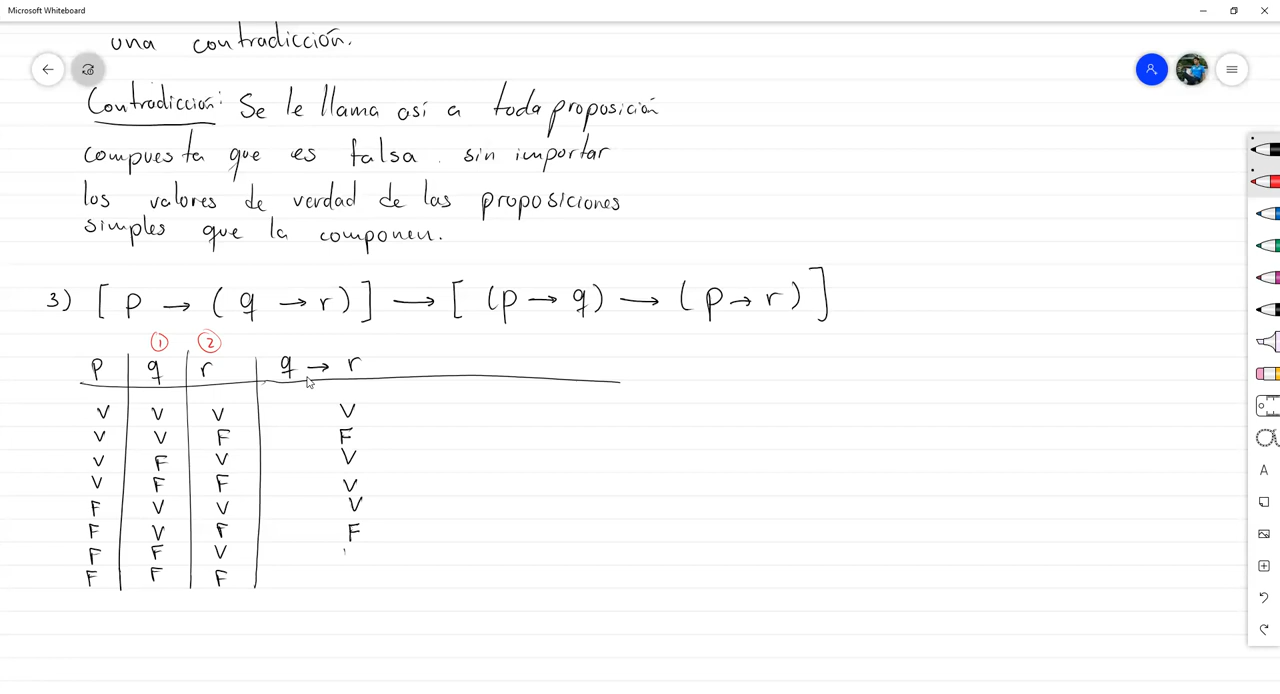 Microsoft Whiteboard
una contradicción.
Contradicción: Se le llama así a toda proposición
compuesta que es falsa. sin importar
los valores de verdad de las proposiciones
simples que la componen.
3) [ p → ( q → r ) ] → [ (p → q) → ( p → r ) ]
① ②
p q r q → r
V V V V
V V F F
V F V V
V F F V
F V V V
F V F F
F F V
F F F
A